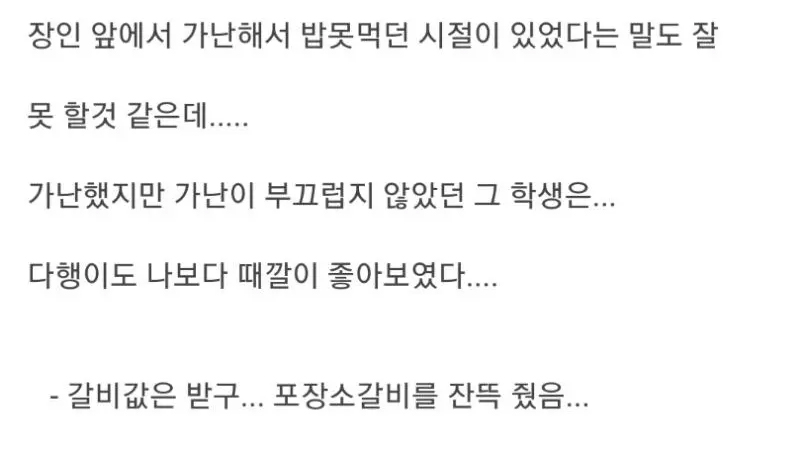 장인 앞에서 가난해서 밥못먹던 시절이 있었다는 말도 잘
못 할것 같은데.....
가난했지만 가난이 부끄럽지 않았던 그 학생은...
다행이도 나보다 때깔이 좋아보였다....
- 갈비값은 받구... 포장소갈비를 잔뜩 줬음...